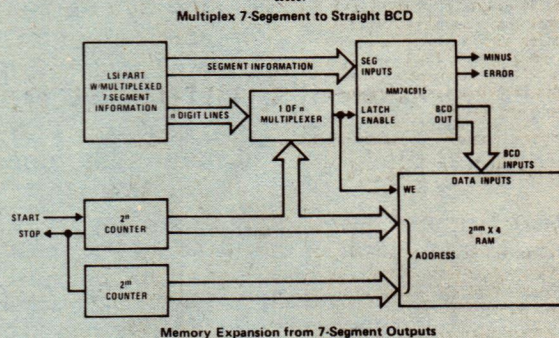 Multiplex 7-Segement to Straight BCD
LSI PART
W/MULTIPLEXED
7 SEGMENT
INFORMATION
SEGMENT INFORMATION
n DIGIT LINES
1 OF n
MULTIPLEXER
SEG
INPUTS
MM74C915
LATCH
ENABLE
BCD
OUT
MINUS
ERROR
BCD
INPUTS
DATA INPUTS
WE
2ⁿᵐ X 4
RAM
ADDRESS
START
STOP
2ⁿ
COUNTER
2ᵐ
COUNTER
Memory Expansion from 7-Segment Outputs